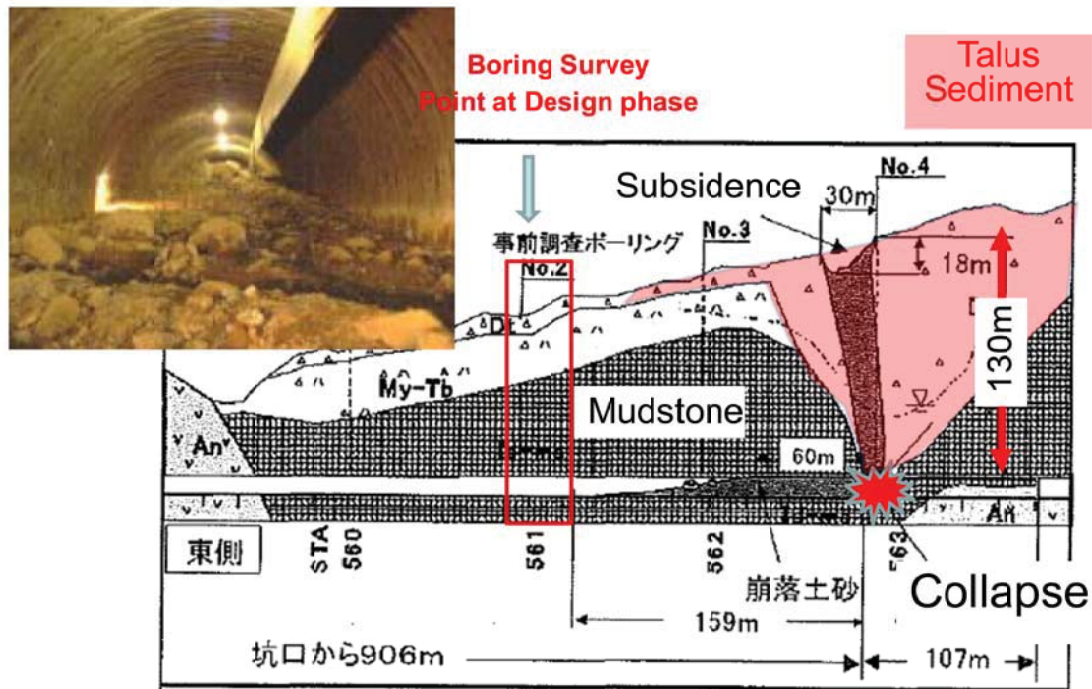 Boring Survey
Point at Design phase
Talus
Sediment
No.4
Subsidence
30m
事前調査ボーリング
No.3
No.2
18m
Dt
130m
My-Tb
Mudstone
An
60m
An
東側
STA
560
561
562
563
崩落土砂
Collapse
159m
坑口から906m
107m